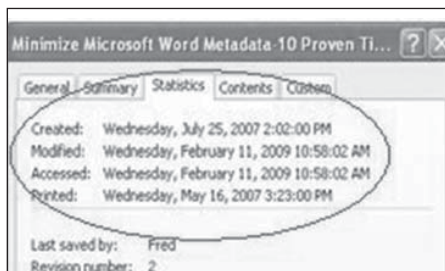 Minimize Microsoft Word Metadata-10 Proven Ti...
General Summary Statistics Contents Custom
Created: Wednesday, July 25, 2007 2:02:00 PM
Modified: Wednesday, February 11, 2009 10:58:02 AM
Accessed: Wednesday, February 11, 2009 10:58:02 AM
Printed: Wednesday, May 16, 2007 3:23:00 PM
Last saved by: Fred
Revision number: 2